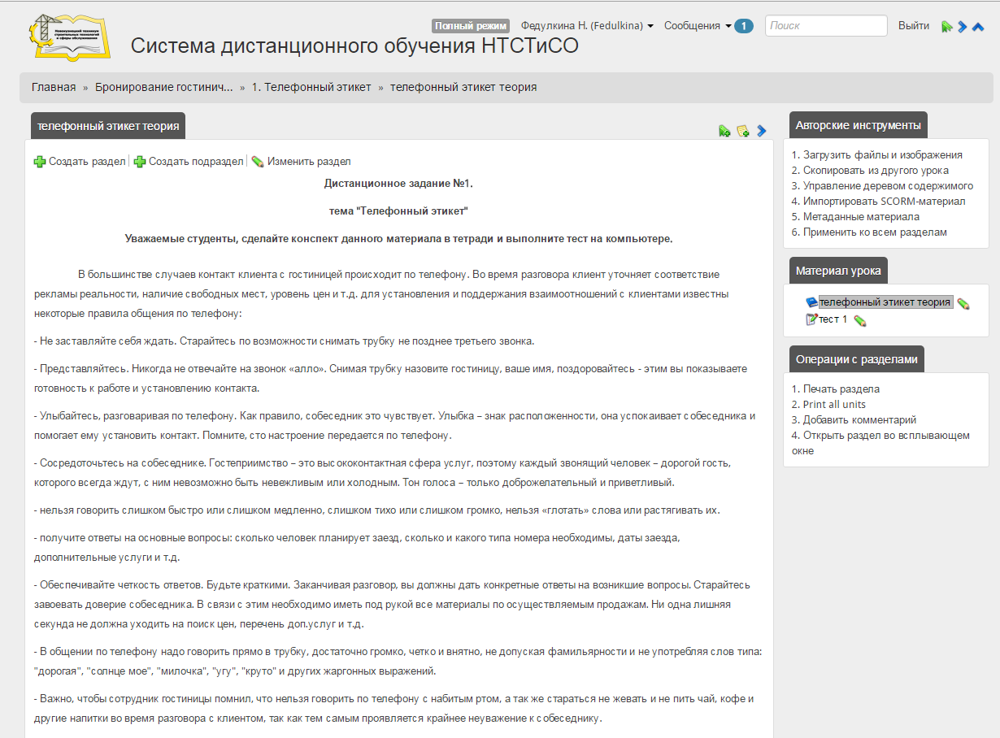 Новокузнецкий техникум
строительных технологий
и сферы обслуживания
Полный режим Федулкина Н. (Fedulkina) Сообщения 1 Поиск Выйти
Система дистанционного обучения НТСТиСО
Главная » Бронирование гостинич... » 1. Телефонный этикет » телефонный этикет теория
телефонный этикет теория
Создать раздел Создать подраздел Изменить раздел
Дистанционное задание №1.
тема "Телефонный этикет"
Уважаемые студенты, сделайте конспект данного материала в тетради и выполните тест на компьютере.
В большинстве случаев контакт клиента с гостиницей происходит по телефону. Во время разговора клиент уточняет соответствие
рекламы реальности, наличие свободных мест, уровень цен и т.д. для установления и поддержания взаимоотношений с клиентами известны
некоторые правила общения по телефону:
- Не заставляйте себя ждать. Старайтесь по возможности снимать трубку не позднее третьего звонка.
- Представляйтесь. Никогда не отвечайте на звонок «алло». Снимая трубку назовите гостиницу, ваше имя, поздоровайтесь - этим вы показываете
готовность к работе и установлению контакта.
- Улыбайтесь, разговаривая по телефону. Как правило, собеседник это чувствует. Улыбка – знак расположенности, она успокаивает собеседника и
помогает ему установить контакт. Помните, сто настроение передается по телефону.
- Сосредоточьтесь на собеседнике. Гостеприимство – это высококонтактная сфера услуг, поэтому каждый звонящий человек – дорогой гость,
которого всегда ждут, с ним невозможно быть невежливым или холодным. Тон голоса – только доброжелательный и приветливый.
- нельзя говорить слишком быстро или слишком медленно, слишком тихо или слишком громко, нельзя «глотать» слова или растягивать их.
- получите ответы на основные вопросы: сколько человек планирует заезд, сколько и какого типа номера необходимы, даты заезда,
дополнительные услуги и т.д.
- Обеспечивайте четкость ответов. Будьте краткими. Заканчивая разговор, вы должны дать конкретные ответы на возникшие вопросы. Старайтесь
завоевать доверие собеседника. В связи с этим необходимо иметь под рукой все материалы по осуществляемым продажам. Ни одна лишняя
секунда не должна уходить на поиск цен, перечень доп.услуг и т.д.
- В общении по телефону надо говорить прямо в трубку, достаточно громко, четко и внятно, не допуская фамильярности и не употребляя слов типа:
"дорогая", "солнце мое", "милочка", "угу", "круто" и других жаргонных выражений.
- Важно, чтобы сотрудник гостиницы помнил, что нельзя говорить по телефону с набитым ртом, а так же стараться не жевать и не пить чай, кофе и
другие напитки во время разговора с клиентом, так как тем самым проявляется крайнее неуважение к собеседнику.
Авторские инструменты
1. Загрузить файлы и изображения
2. Скопировать из другого урока
3. Управление деревом содержимого
4. Импортировать SCORM-материал
5. Метаданные материала
6. Применить ко всем разделам
Материал урока
телефонный этикет теория
тест 1
Операции с разделами
1. Печать раздела
2. Print all units
3. Добавить комментарий
4. Открыть раздел во всплывающем
окне